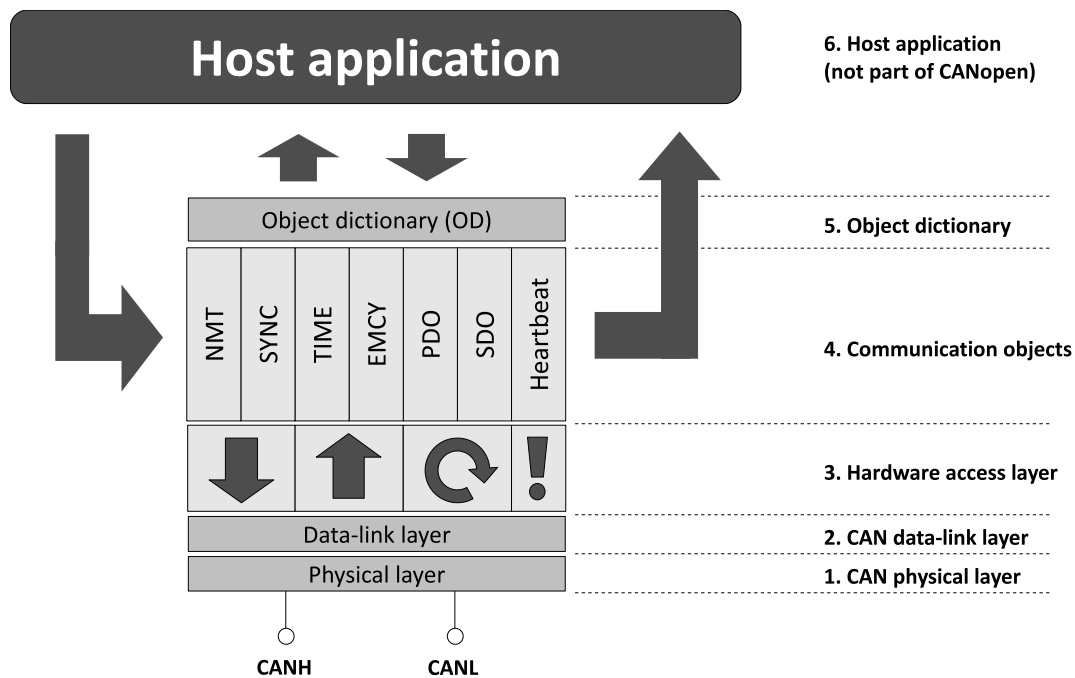 Host application
6. Host application
(not part of CANopen)
Object dictionary (OD)
5. Object dictionary
NMT
SYNC
TIME
EMCY
PDO
SDO
Heartbeat
4. Communication objects
3. Hardware access layer
Data-link layer
2. CAN data-link layer
Physical layer
1. CAN physical layer
CANH
CANL